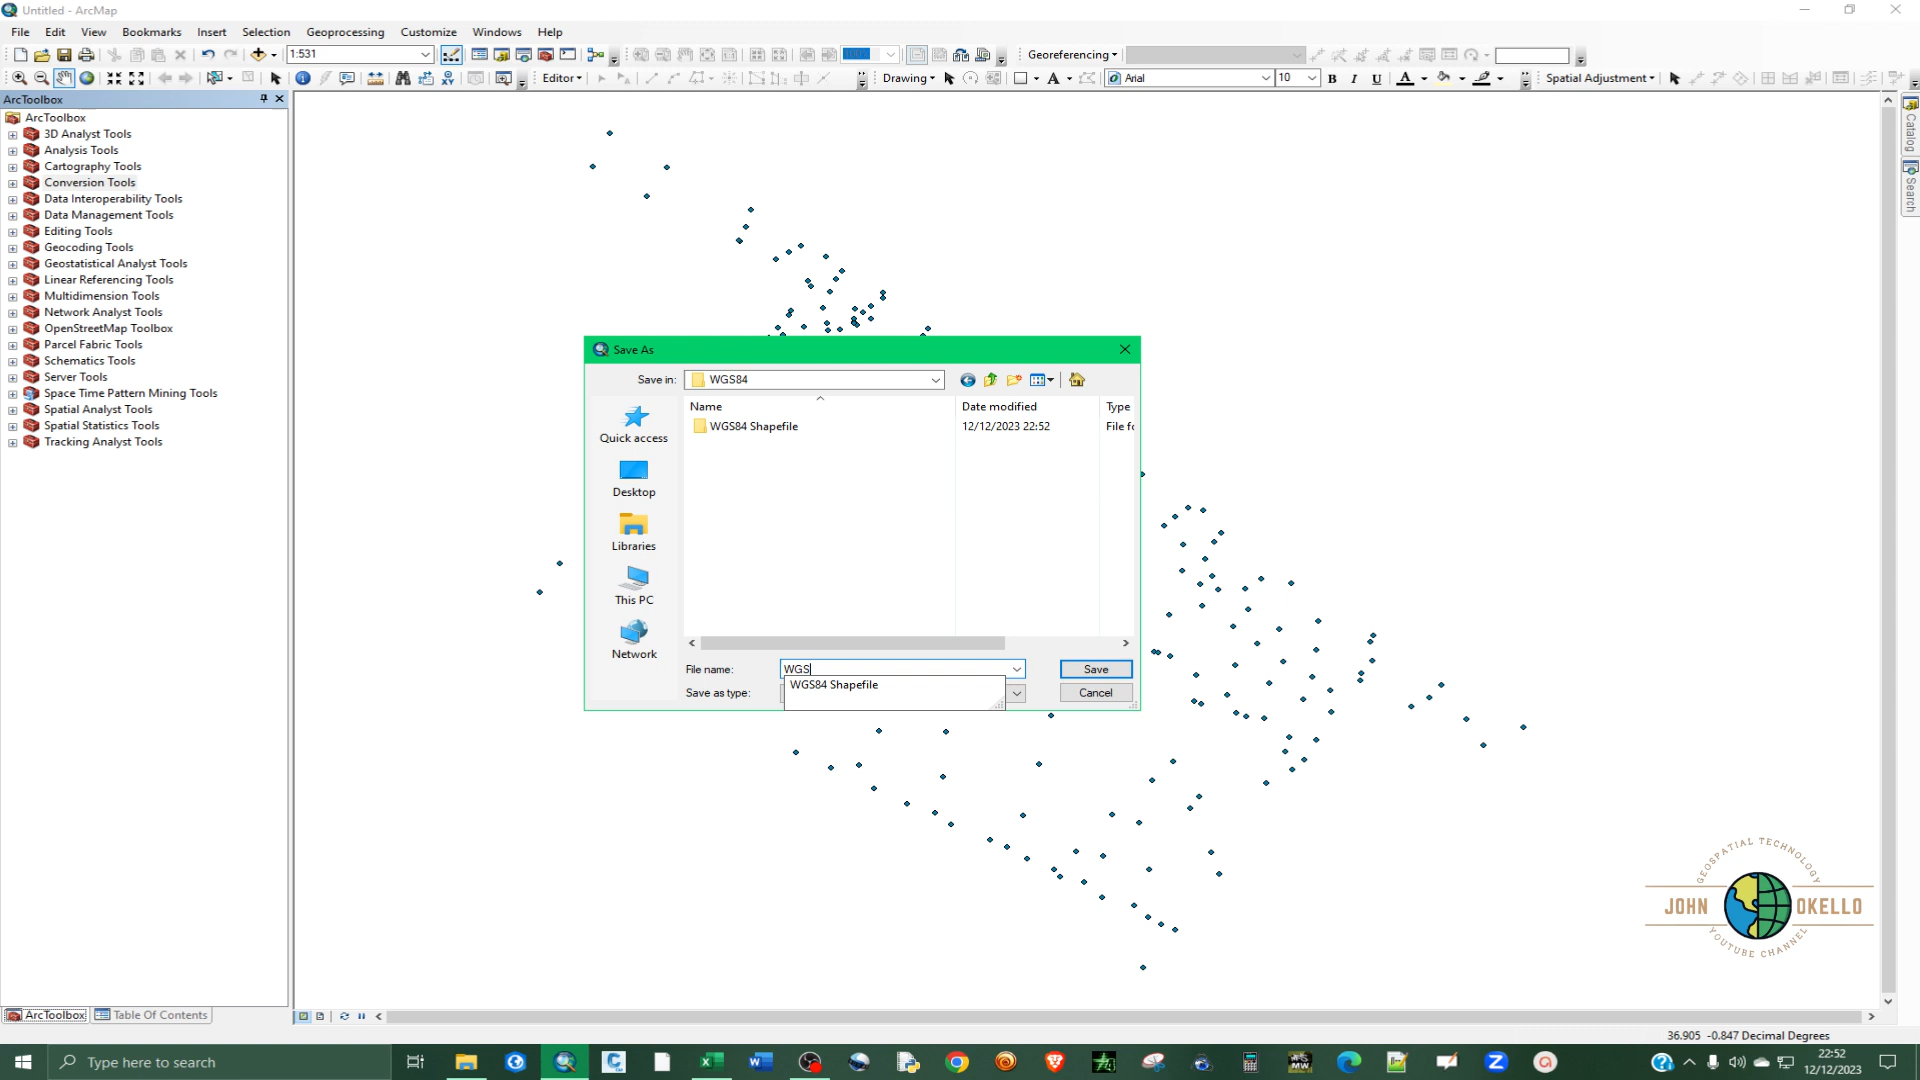 Untitled - ArcMap
File Edit View Bookmarks Insert Selection Geoprocessing Customize Windows Help
1:531
100%
Georeferencing
Editor
Drawing
Arial
10
B I U A
Spatial Adjustment
ArcToolbox
ArcToolbox
3D Analyst Tools
Analysis Tools
Cartography Tools
Conversion Tools
Data Interoperability Tools
Data Management Tools
Editing Tools
Geocoding Tools
Geostatistical Analyst Tools
Linear Referencing Tools
Multidimension Tools
Network Analyst Tools
OpenStreetMap Toolbox
Parcel Fabric Tools
Schematics Tools
Server Tools
Space Time Pattern Mining Tools
Spatial Analyst Tools
Spatial Statistics Tools
Tracking Analyst Tools
Catalog
Search
Save As
Save in: WGS84
Name Date modified Type
WGS84 Shapefile 12/12/2023 22:52 File fo
Quick access
Desktop
Libraries
This PC
Network
File name: WGS
WGS84 Shapefile
Save as type:
Save
Cancel
GEOSPATIAL TECHNOLOGY
JOHN OKELLO
YOUTUBE CHANNEL
ArcToolbox Table Of Contents
36.905 -0.847 Decimal Degrees
Type here to search
22:52
12/12/2023